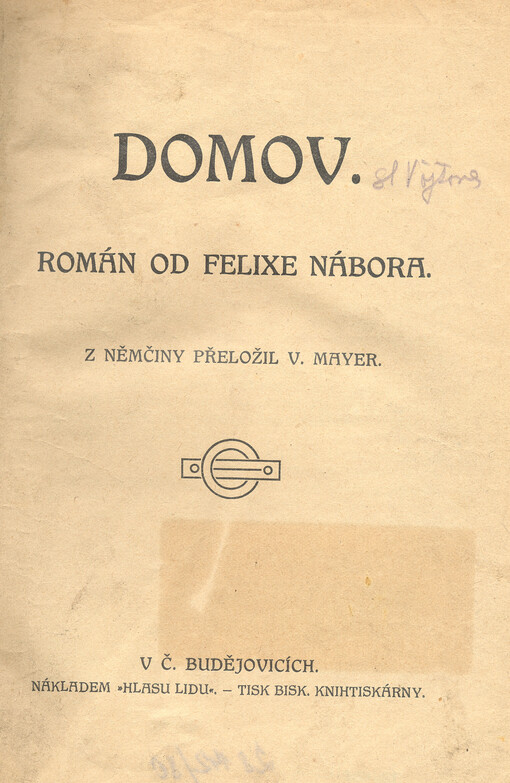 DOMOV.
ROMÁN OD FELIXE NÁBORA.
Z NĚMČINY PŘELOŽIL V. MAYER.
V Č. BUDĚJOVICÍCH.
NÁKLADEM »HLASU LIDU«. – TISK BISK. KNIHTISKÁRNY.